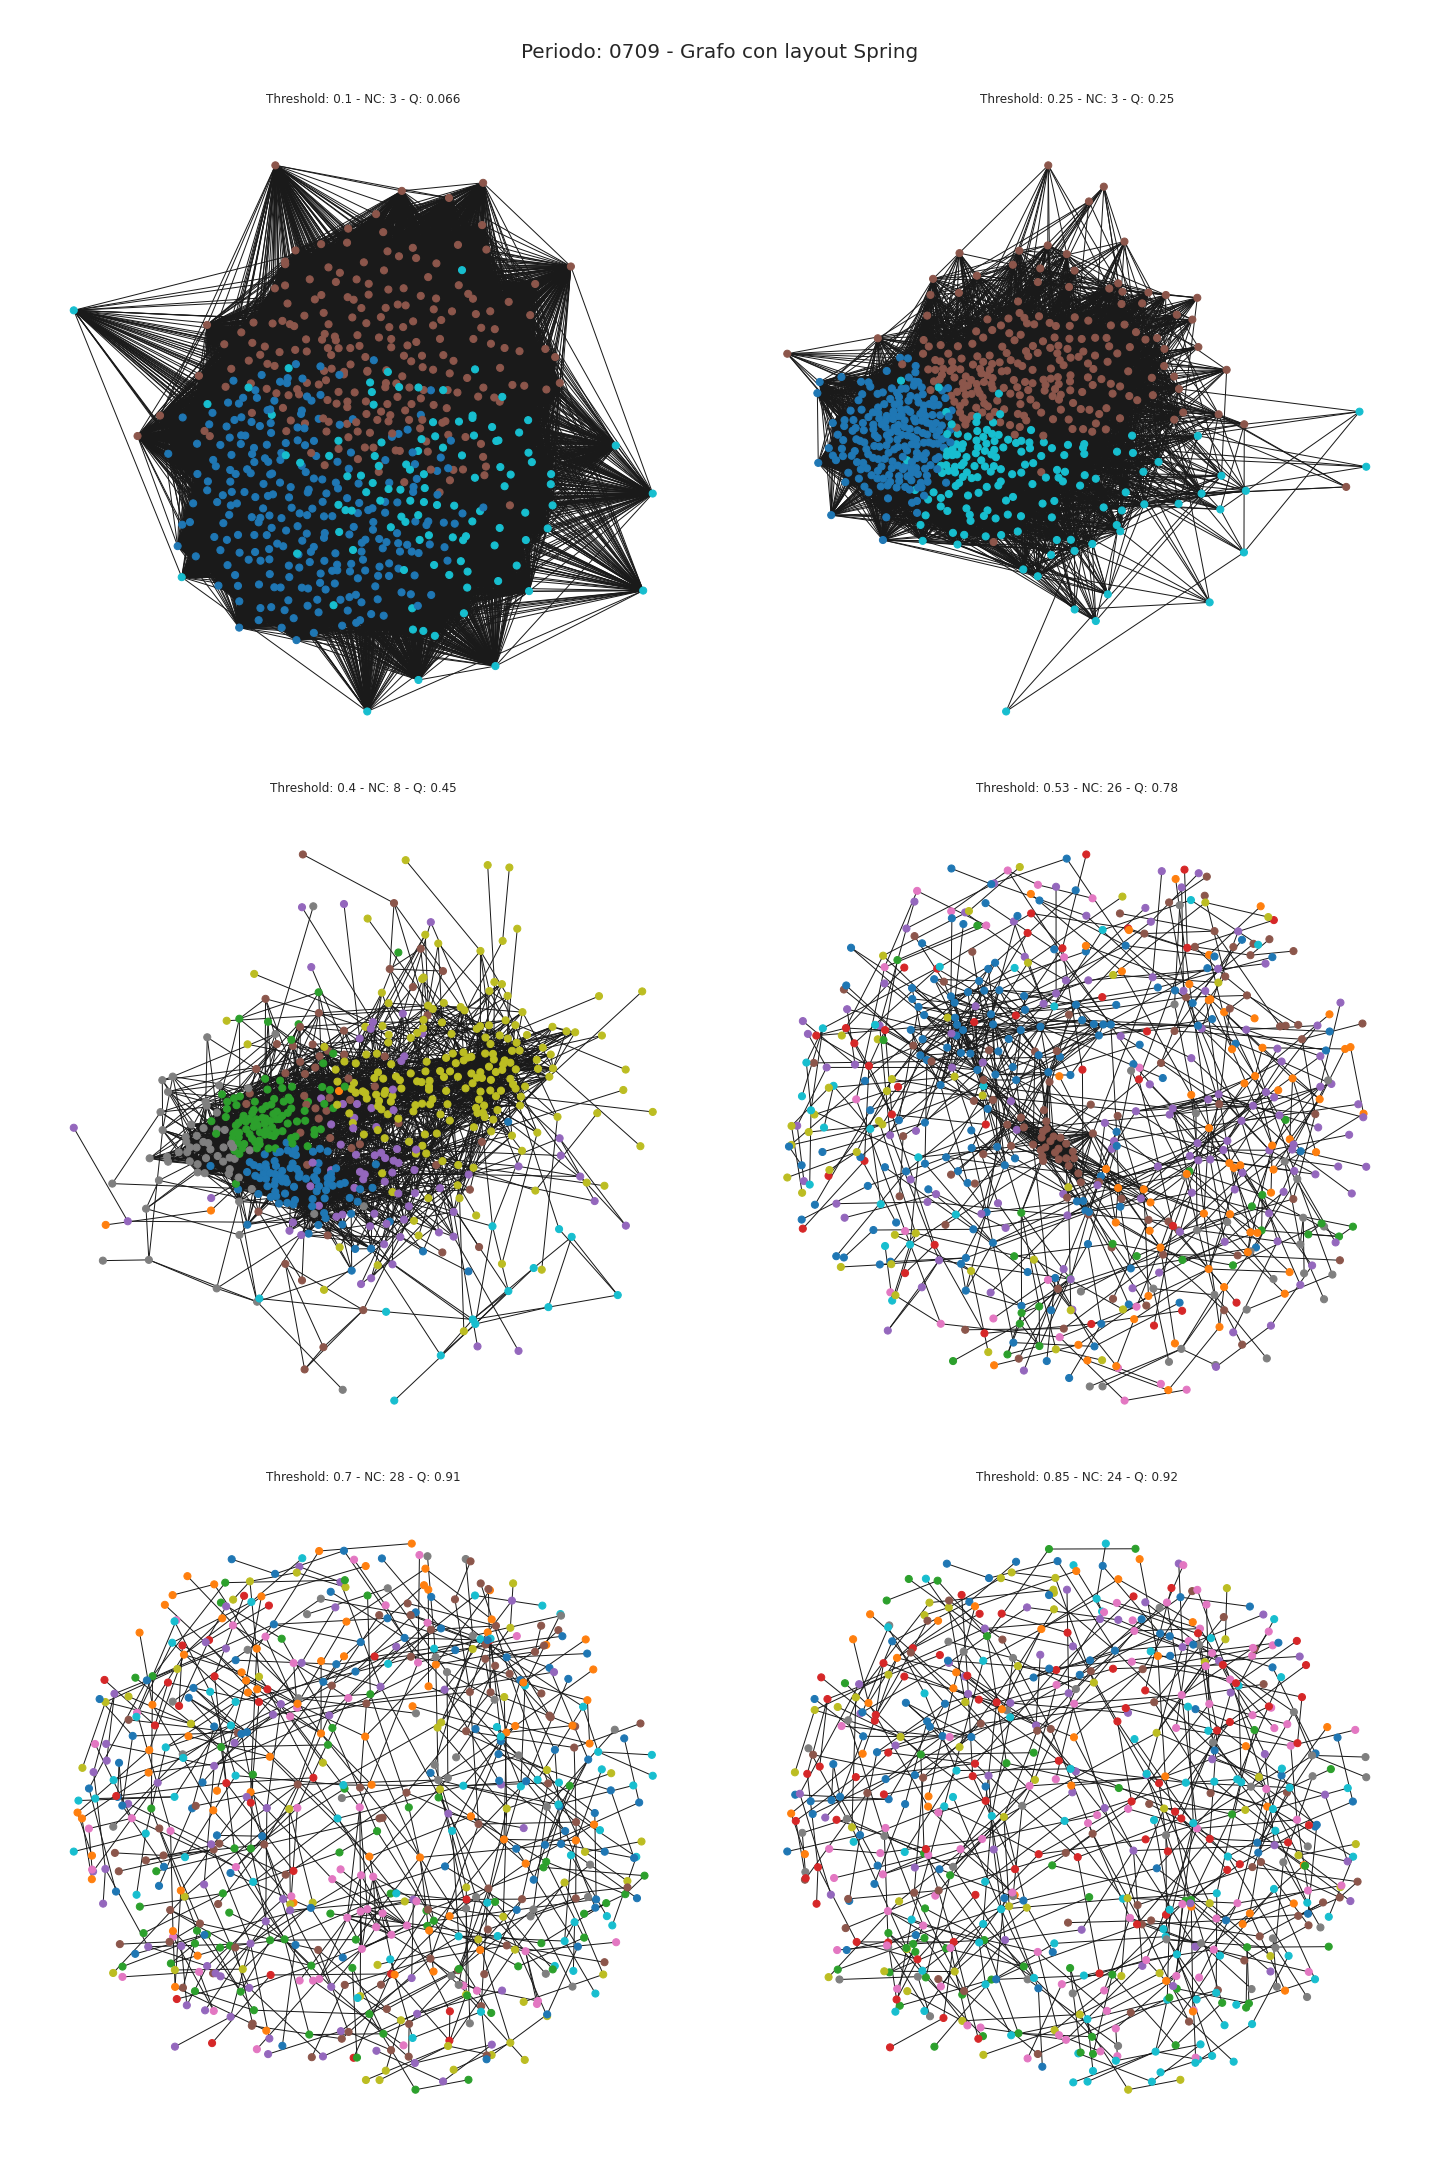 Periodo: 0709 - Grafo con layout Spring
Threshold: 0.1 - NC: 3 - Q: 0.066
Threshold: 0.25 - NC: 3 - Q: 0.25
Threshold: 0.4 - NC: 8 - Q: 0.45
Threshold: 0.53 - NC: 26 - Q: 0.78
Threshold: 0.7 - NC: 28 - Q: 0.91
Threshold: 0.85 - NC: 24 - Q: 0.92